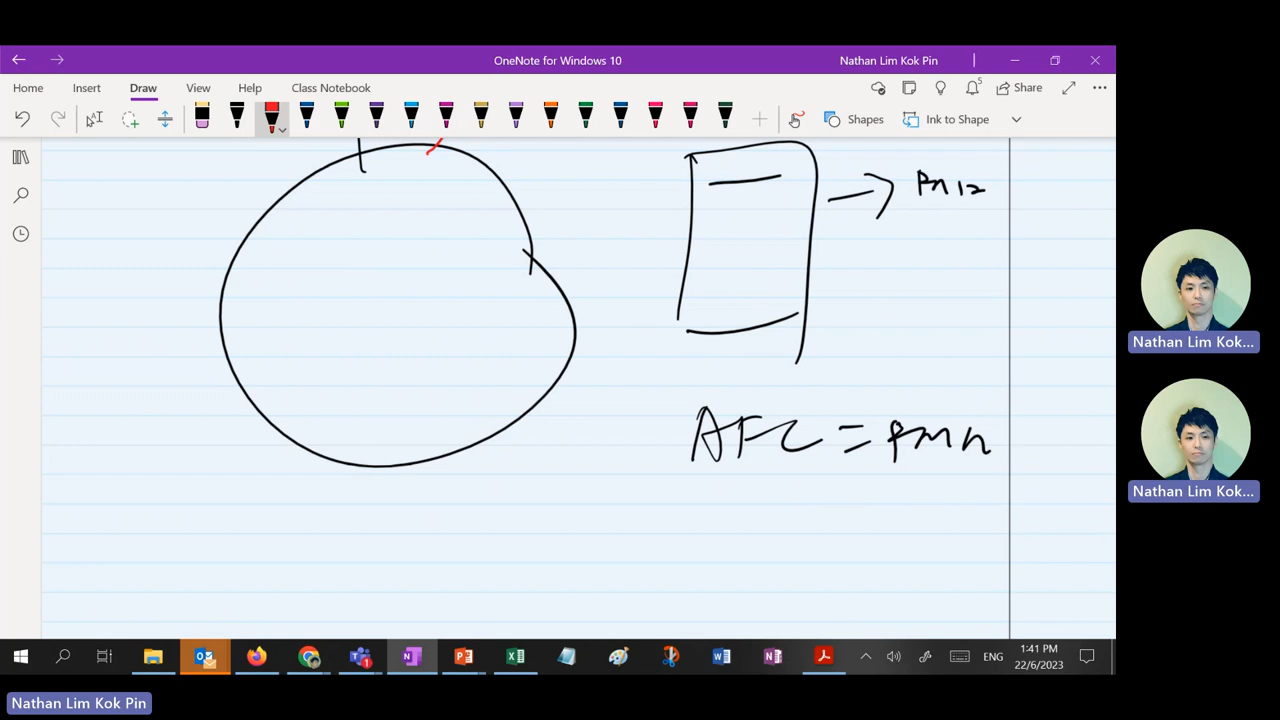 OneNote for Windows 10
Nathan Lim Kok Pin
Home Insert Draw View Help Class Notebook
5
Share
Shapes
Ink to Shape
AFC =
Nathan Lim Kok...
Nathan Lim Kok...
1
ENG
1:41 PM
22/6/2023
Nathan Lim Kok Pin